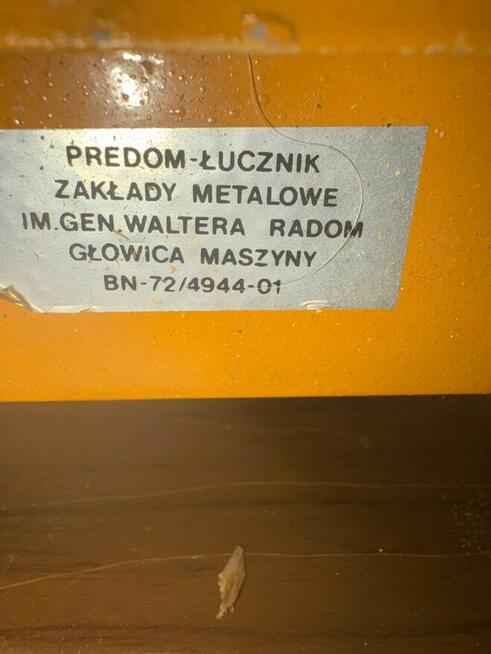 PREDOM-ŁUCZNIK
ZAKŁADY METALOWE
IM.GEN.WALTERA RADOM
GŁOWICA MASZYNY
BN-72/4944-01